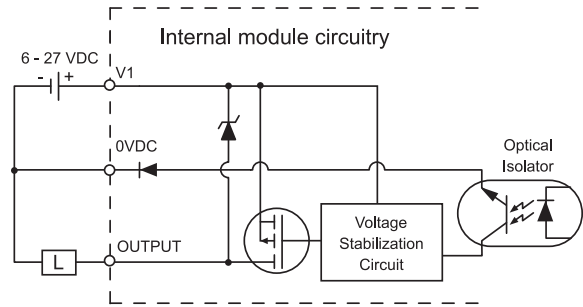 Internal module circuitry
6 - 27 VDC
- +
V1
0VDC
Optical
Isolator
OUTPUT
L
Voltage
Stabilization
Circuit